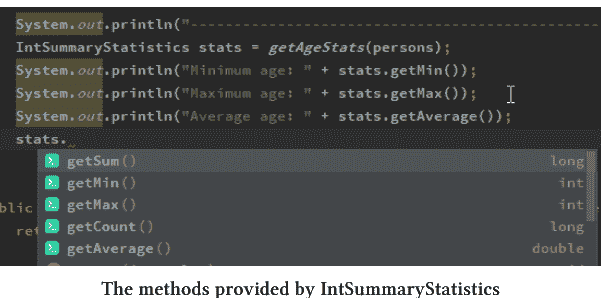 System.out.println("---------------------------------------------
IntSummaryStatistics stats = getAgeStats(persons);
System.out.println("Minimum age: " + stats.getMin());
System.out.println("Maximum age: " + stats.getMax());
System.out.println("Average age: " + stats.getAverage());
stats.
getSum() long
getMin() int
blic getMax() int
ret getCount() long
getAverage() double
The methods provided by IntSummaryStatistics